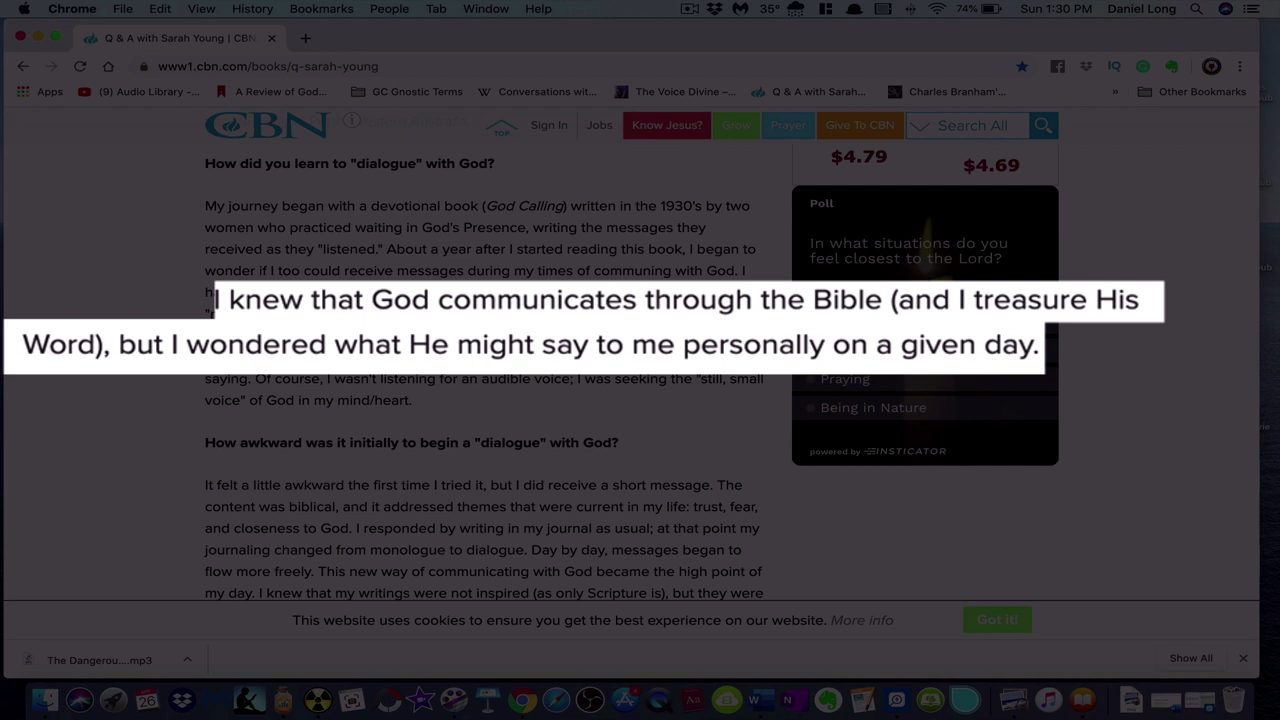 Chrome File Edit View History Bookmarks People Tab Window Help 35° 74% Sun 1:30 PM Daniel Long
Q & A with Sarah Young | CBN
www1.cbn.com/books/q-sarah-young
Apps (9) Audio Library -... A Review of God... GC Gnostic Terms Conversations wit... The Voice Divine –... Q & A with Sarah... Charles Branham'... » Other Bookmarks
CBN TOP Sign In Jobs Know Jesus? Grow Prayer Give To CBN Search All
$4.79 $4.69
How did you learn to "dialogue" with God?
My journey began with a devotional book (God Calling) written in the 1930's by two
women who practiced waiting in God's Presence, writing the messages they
received as they "listened." About a year after I started reading this book, I began to
wonder if I too could receive messages during my times of communing with God. I
I knew that God communicates through the Bible (and I treasure His
Word), but I wondered what He might say to me personally on a given day.
saying. Of course, I wasn't listening for an audible voice; I was seeking the "still, small
voice" of God in my mind/heart.
How awkward was it initially to begin a "dialogue" with God?
It felt a little awkward the first time I tried it, but I did receive a short message. The
content was biblical, and it addressed themes that were current in my life: trust, fear,
and closeness to God. I responded by writing in my journal as usual; at that point my
journaling changed from monologue to dialogue. Day by day, messages began to
flow more freely. This new way of communicating with God became the high point of
my day. I knew that my writings were not inspired (as only Scripture is), but they were
Poll
In what situations do you
feel closest to the Lord?
Praying
Being in Nature
powered by INSTICATOR
This website uses cookies to ensure you get the best experience on our website. More info Got it!
The Dangerou....mp3 Show All